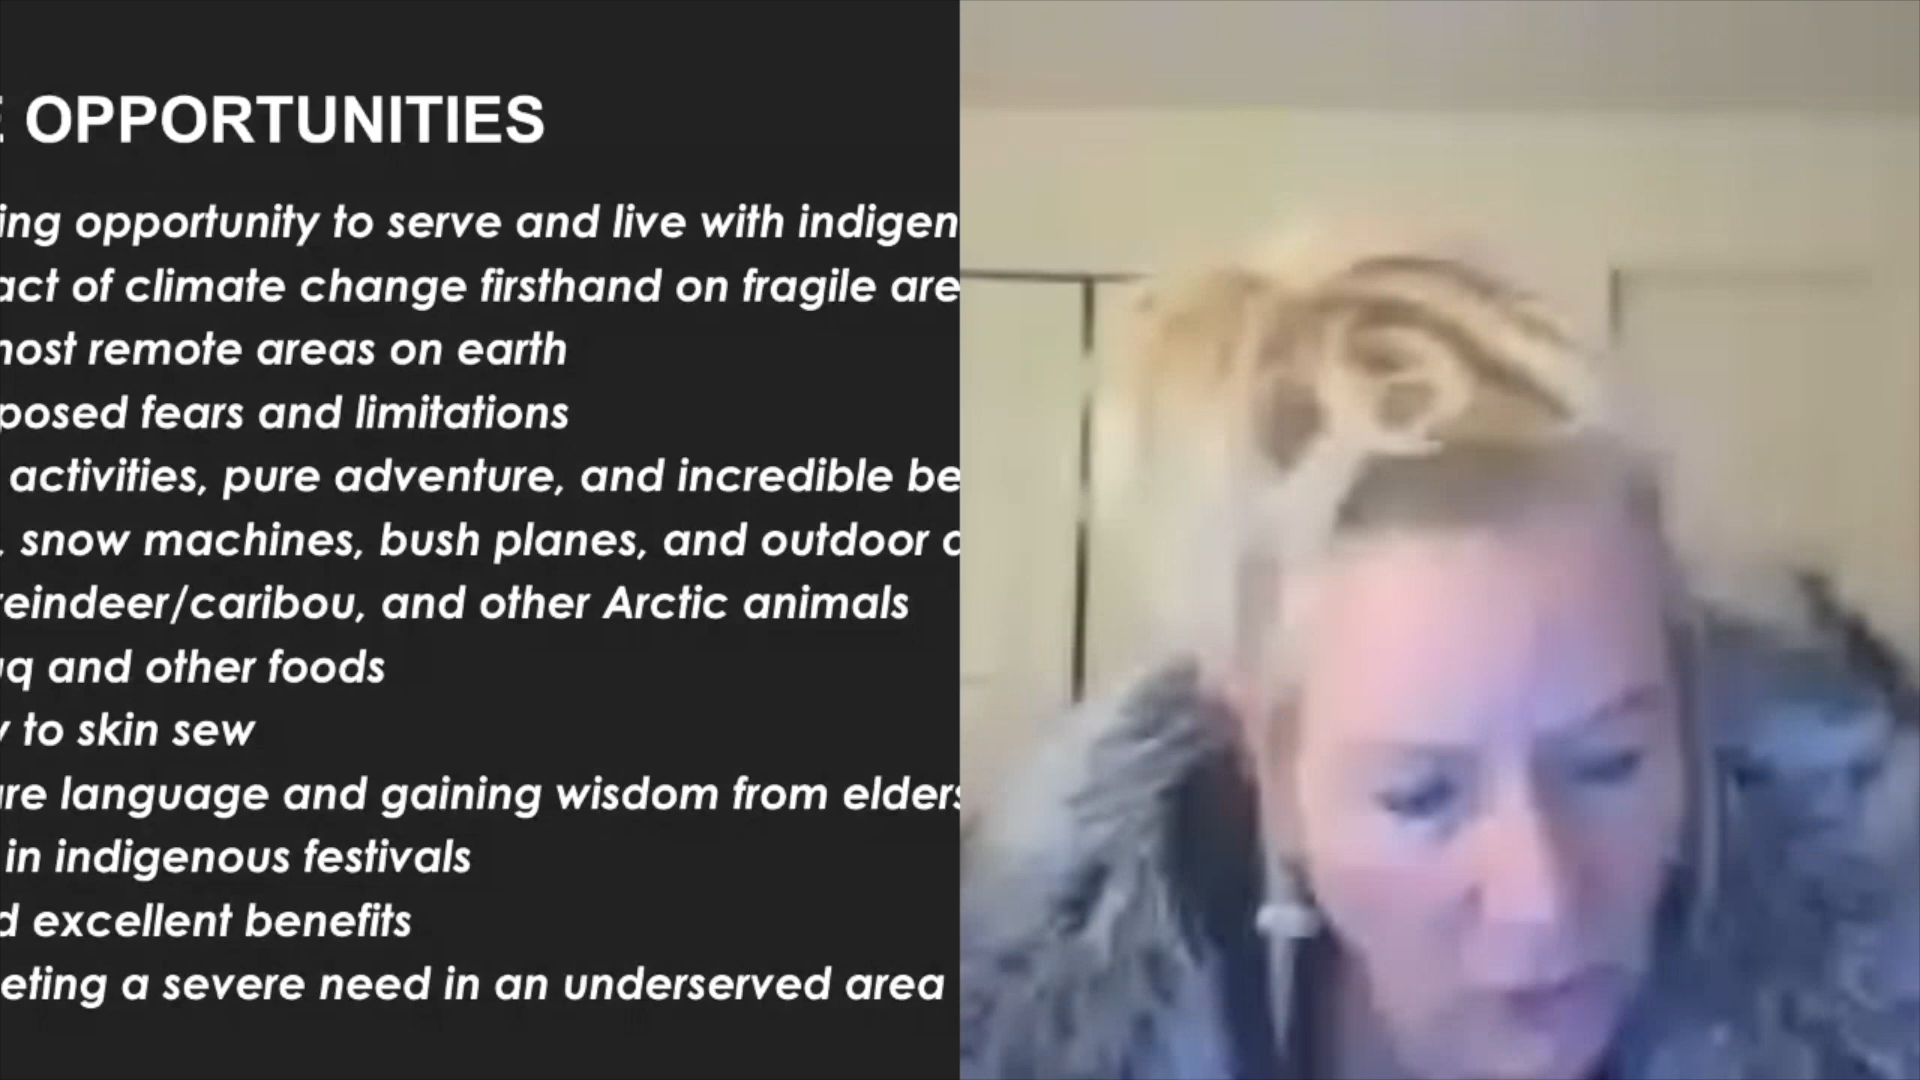 OPPORTUNITIES
ing opportunity to serve and live with indigen
act of climate change firsthand on fragile are
most remote areas on earth
posed fears and limitations
activities, pure adventure, and incredible be
, snow machines, bush planes, and outdoor
reindeer/caribou, and other Arctic animals
and other foods
to skin sew
are language and gaining wisdom from elders
in indigenous festivals
d excellent benefits
eting a severe need in an underserved area